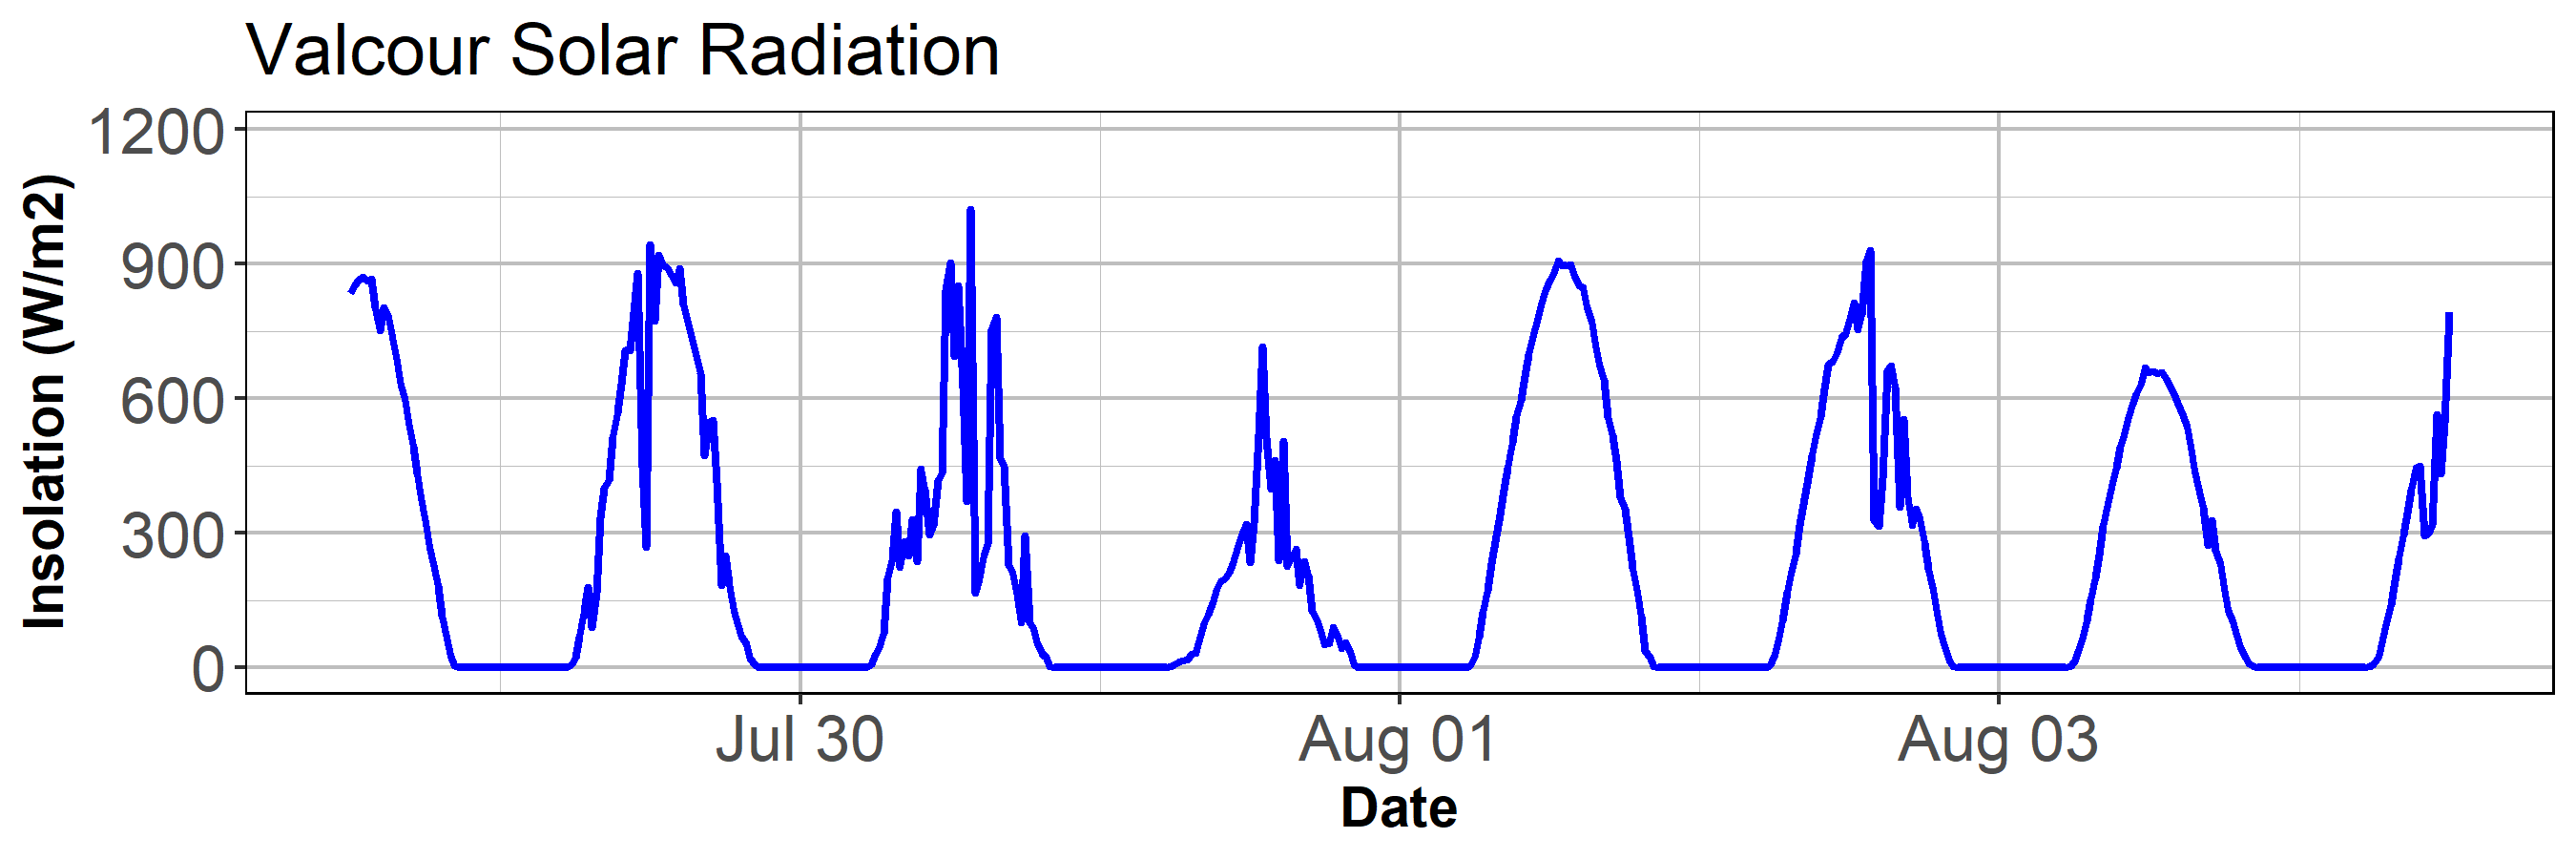 Valcour Solar Radiation
Insolation (W/m2)
1200
900
600
300
0
Jul 30
Aug 01
Aug 03
Date